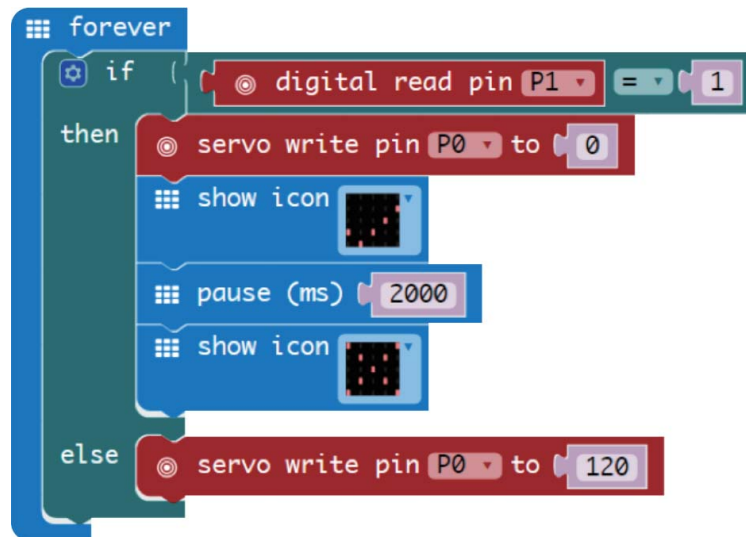 forever
if digital read pin P1 = 1
then servo write pin P0 to 0
show icon
pause (ms) 2000
show icon
else servo write pin P0 to 120